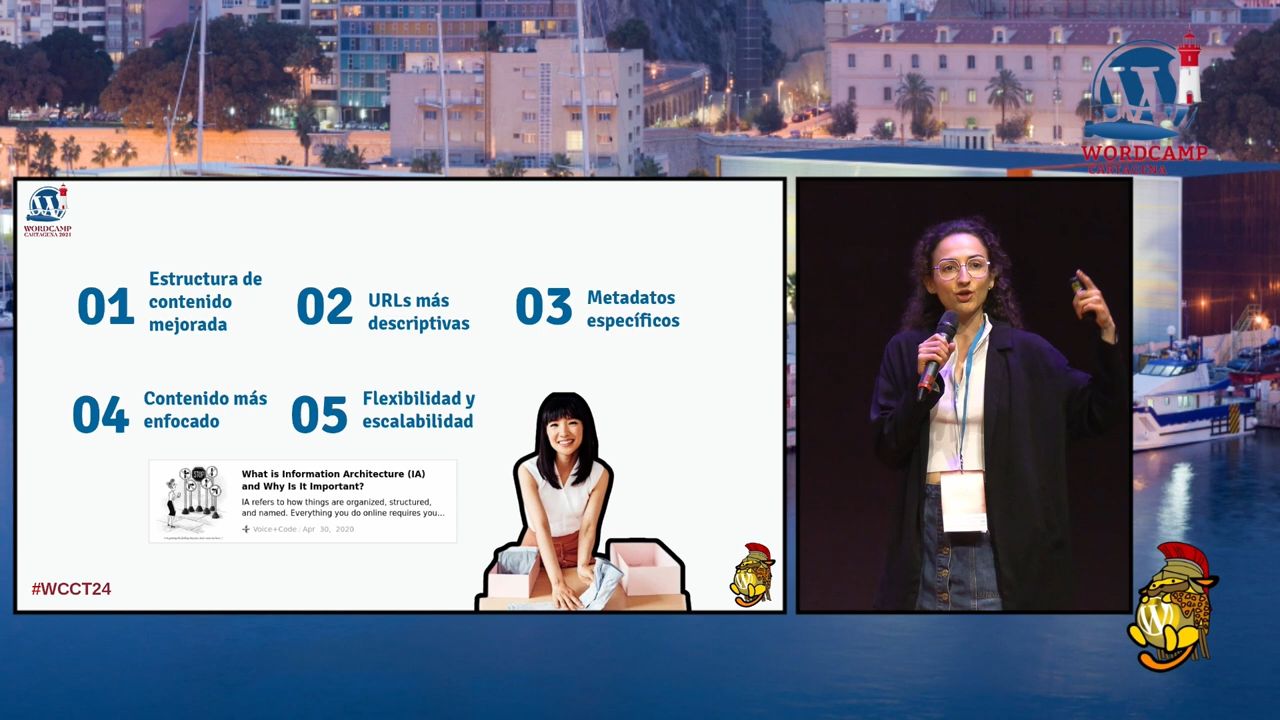 WORDCAMP
CARTAGENA
WORDCAMP
CARTAGENA 2021
01
Estructura de
contenido
mejorada
02
URLs más
descriptivas
03
Metadatos
específicos
04
Contenido más
enfocado
05
Flexibilidad y
escalabilidad
STOP
What is Information Architecture (IA)
and Why Is It Important?
IA refers to how things are organized, structured,
and named. Everything you do online requires you...
Voice+Code · Apr 30, 2020
#WCCT24